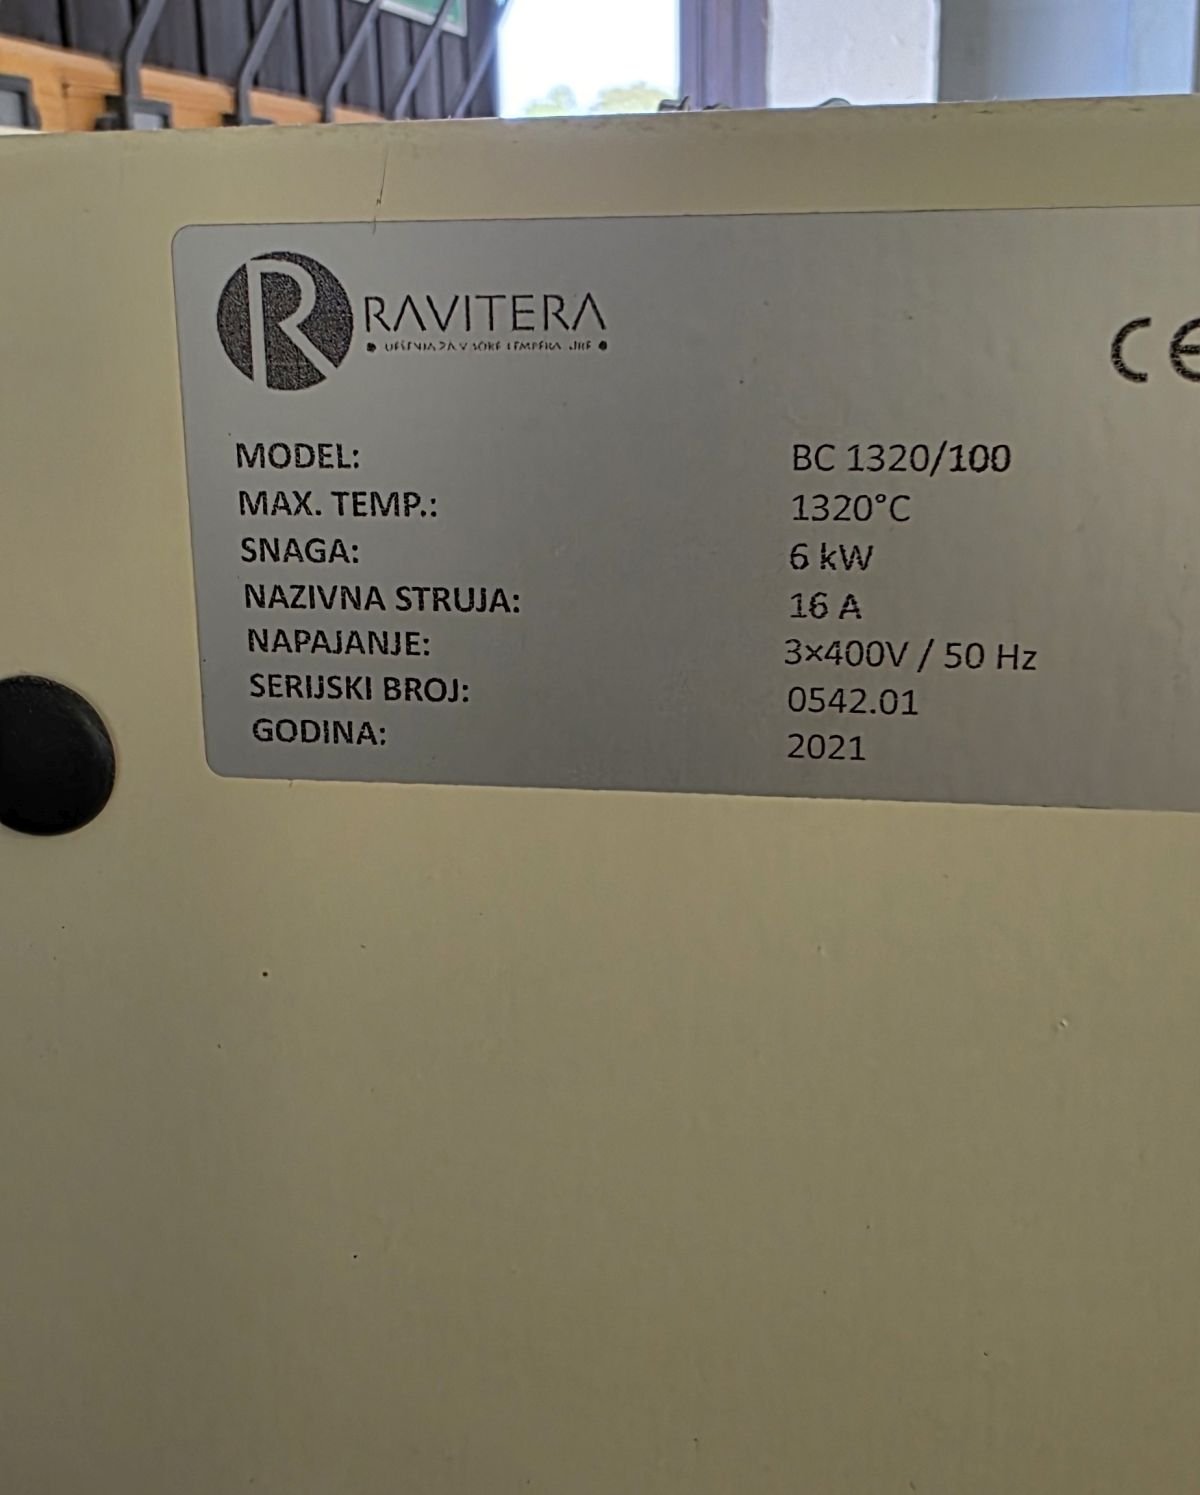 RAVITERA
CE
MODEL: BC 1320/100
MAX. TEMP.: 1320°C
SNAGA: 6 kW
NAZIVNA STRUJA: 16 A
NAPAJANJE: 3×400V / 50 Hz
SERIJSKI BROJ: 0542.01
GODINA: 2021